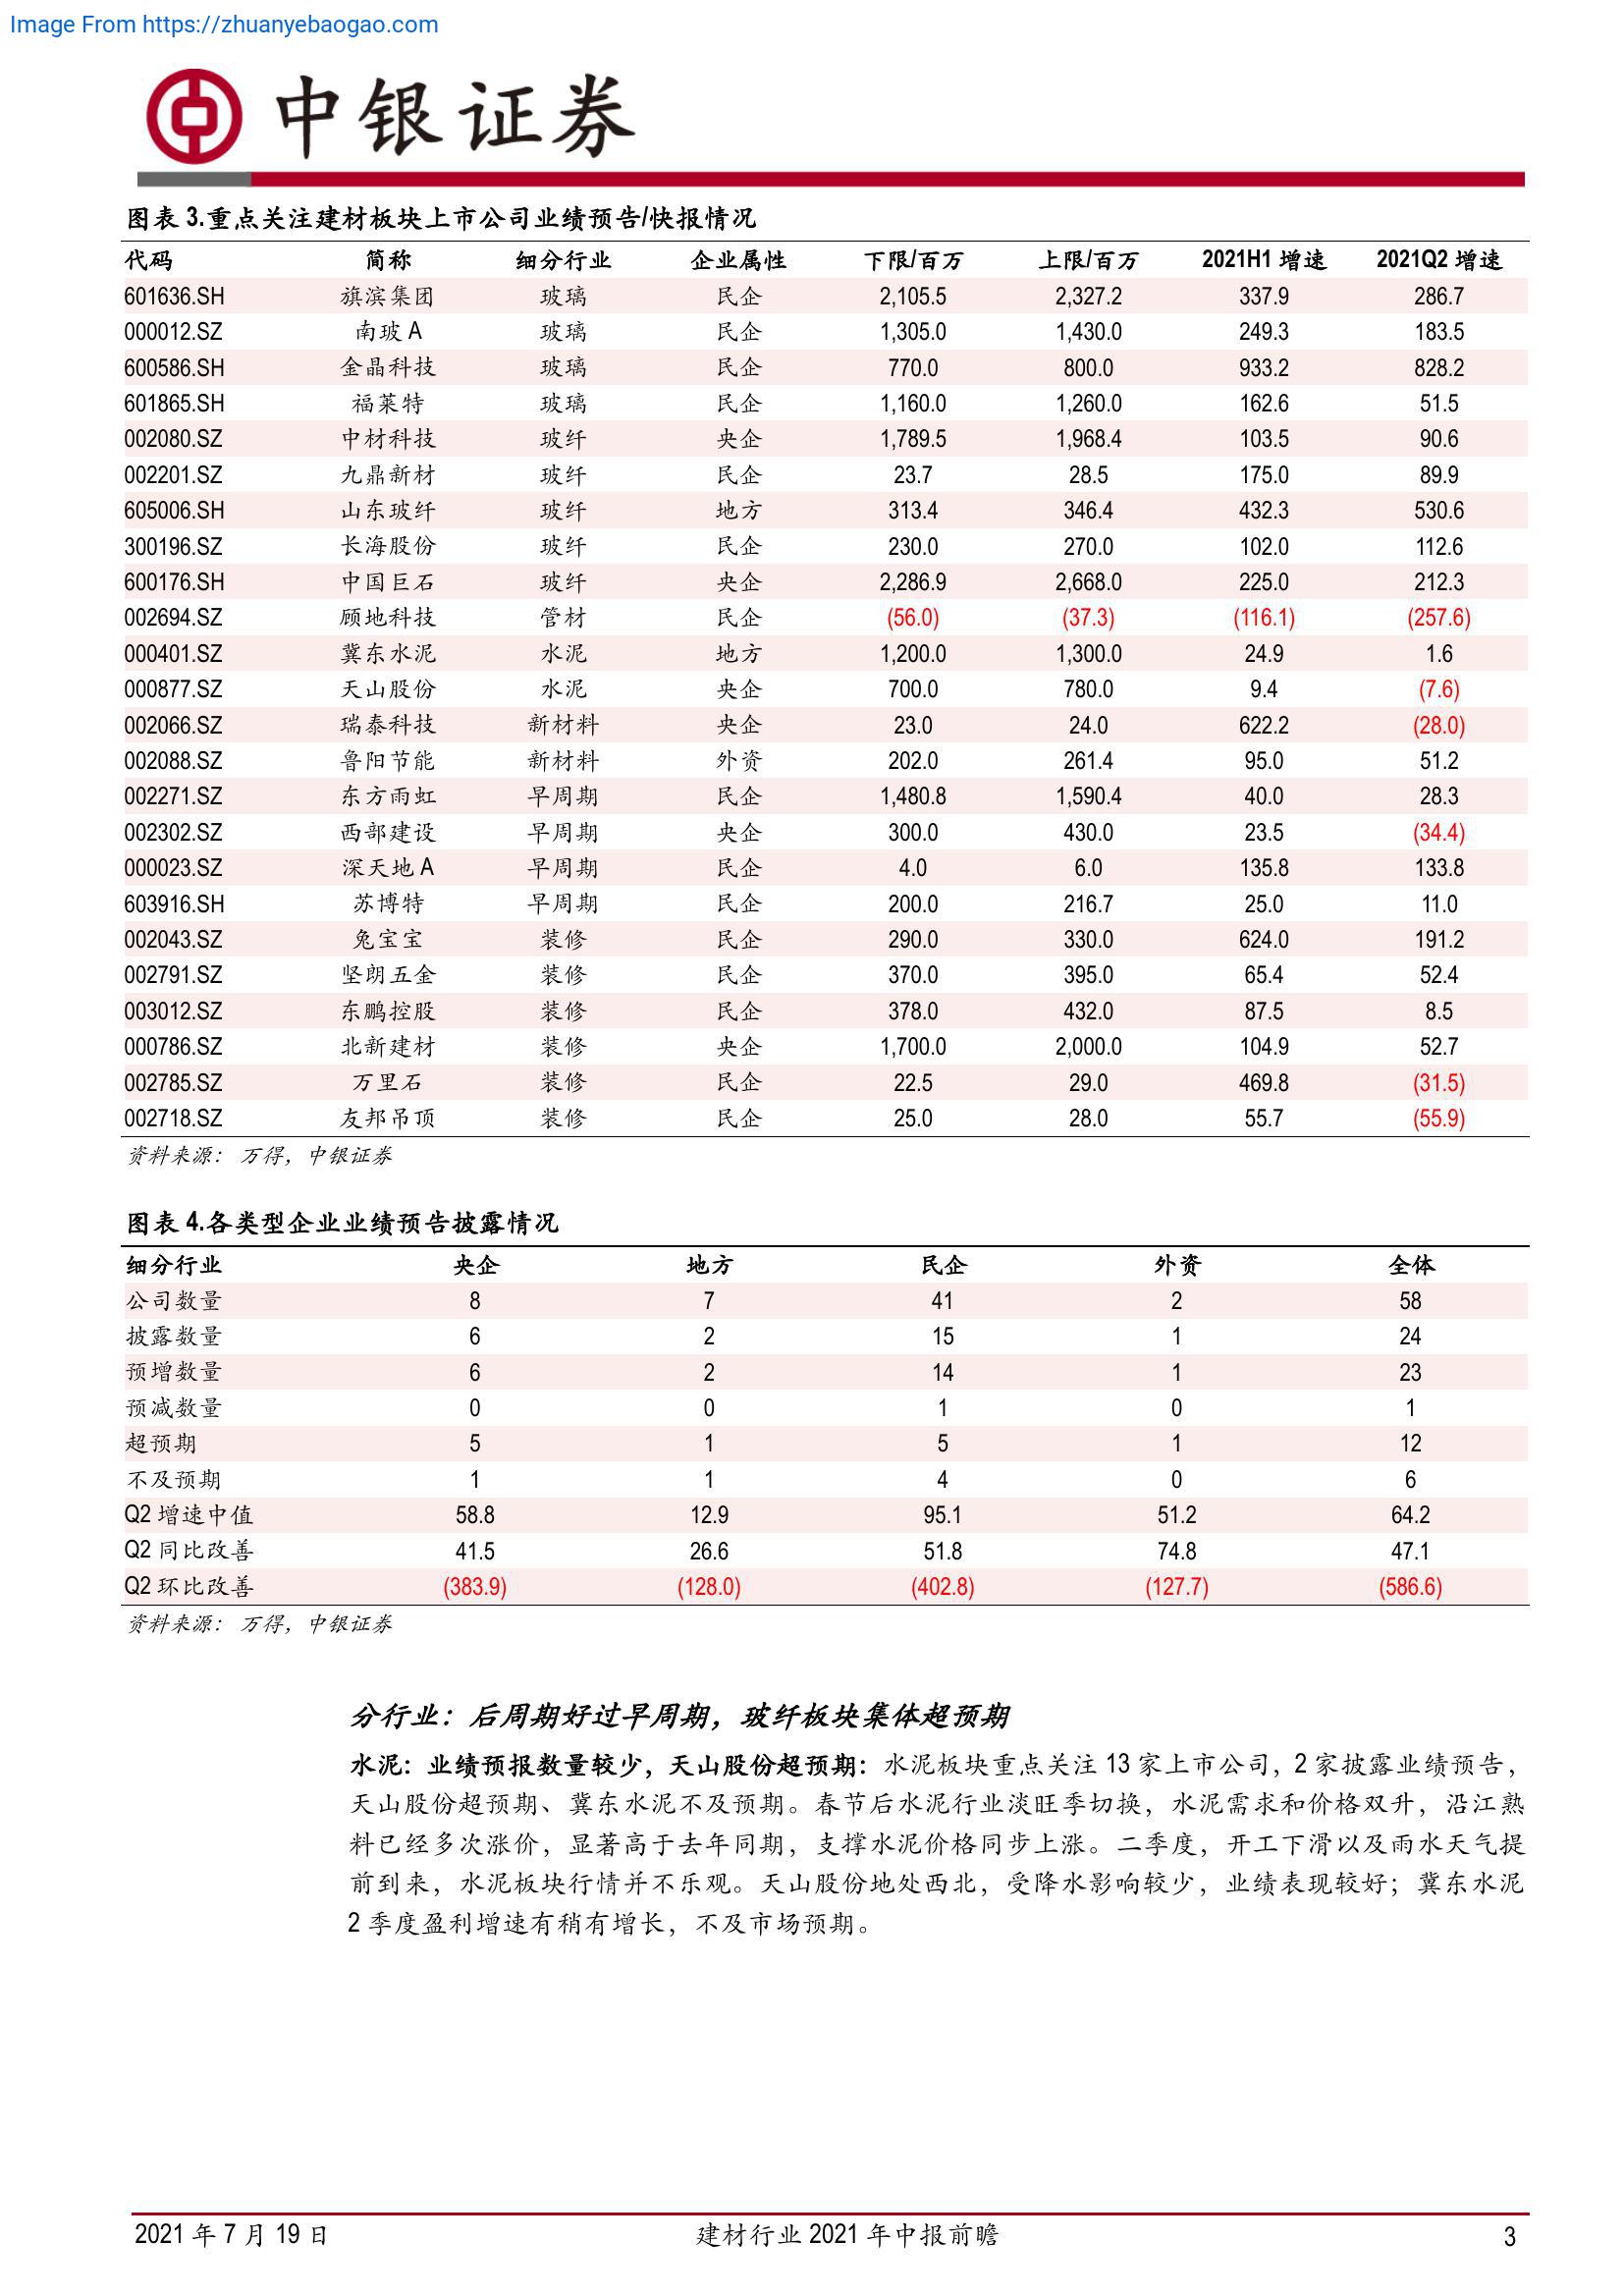 Image From https://zhuanyebaogao.com
中银证券
图表 3.重点关注建材板块上市公司业绩预告/快报情况
代码 简称 细分行业 企业属性 下限/百万 上限/百万 2021H1 增速 2021Q2 增速
601636.SH 旗滨集团 玻璃 民企 2,105.5 2,327.2 337.9 286.7
000012.SZ 南玻 A 玻璃 民企 1,305.0 1,430.0 249.3 183.5
600586.SH 金晶科技 玻璃 民企 770.0 800.0 933.2 828.2
601865.SH 福莱特 玻璃 民企 1,160.0 1,260.0 162.6 51.5
002080.SZ 中材科技 玻纤 央企 1,789.5 1,968.4 103.5 90.6
002201.SZ 九鼎新材 玻纤 民企 23.7 28.5 175.0 89.9
605006.SH 山东玻纤 玻纤 地方 313.4 346.4 432.3 530.6
300196.SZ 长海股份 玻纤 民企 230.0 270.0 102.0 112.6
600176.SH 中国巨石 玻纤 央企 2,286.9 2,668.0 225.0 212.3
002694.SZ 顾地科技 管材 民企 (56.0) (37.3) (116.1) (257.6)
000401.SZ 冀东水泥 水泥 地方 1,200.0 1,300.0 24.9 1.6
000877.SZ 天山股份 水泥 央企 700.0 780.0 9.4 (7.6)
002066.SZ 瑞泰科技 新材料 央企 23.0 24.0 622.2 (28.0)
002088.SZ 鲁阳节能 新材料 外资 202.0 261.4 95.0 51.2
002271.SZ 东方雨虹 早周期 民企 1,480.8 1,590.4 40.0 28.3
002302.SZ 西部建设 早周期 央企 300.0 430.0 23.5 (34.4)
000023.SZ 深天地 A 早周期 民企 4.0 6.0 135.8 133.8
603916.SH 苏博特 早周期 民企 200.0 216.7 25.0 11.0
002043.SZ 兔宝宝 装修 民企 290.0 330.0 624.0 191.2
002791.SZ 坚朗五金 装修 民企 370.0 395.0 65.4 52.4
003012.SZ 东鹏控股 装修 民企 378.0 432.0 87.5 8.5
000786.SZ 北新建材 装修 央企 1,700.0 2,000.0 104.9 52.7
002785.SZ 万里石 装修 民企 22.5 29.0 469.8 (31.5)
002718.SZ 友邦吊顶 装修 民企 25.0 28.0 55.7 (55.9)
资料来源：万得，中银证券
图表 4.各类型企业业绩预告披露情况
细分行业 央企 地方 民企 外资 全体
公司数量 8 7 41 2 58
披露数量 6 2 15 1 24
预增数量 6 2 14 1 23
预减数量 0 0 1 0 1
超预期 5 1 5 1 12
不及预期 1 1 4 0 6
Q2 增速中值 58.8 12.9 95.1 51.2 64.2
Q2 同比改善 41.5 26.6 51.8 74.8 47.1
Q2 环比改善 (383.9) (128.0) (402.8) (127.7) (586.6)
资料来源：万得，中银证券
分行业：后周期好过早周期，玻纤板块集体超预期
水泥：业绩预报数量较少，天山股份超预期：水泥板块重点关注 13 家上市公司，2 家披露业绩预告，
天山股份超预期、冀东水泥不及预期。春节后水泥行业淡旺季切换，水泥需求和价格双升，沿江熟
料已经多次涨价，显著高于去年同期，支撑水泥价格同步上涨。二季度，开工下滑以及雨水天气提
前到来，水泥板块行情并不乐观。天山股份地处西北，受降水影响较少，业绩表现较好；冀东水泥
2 季度盈利增速有稍有增长，不及市场预期。
2021 年 7 月 19 日 建材行业 2021 年中报前瞻 3